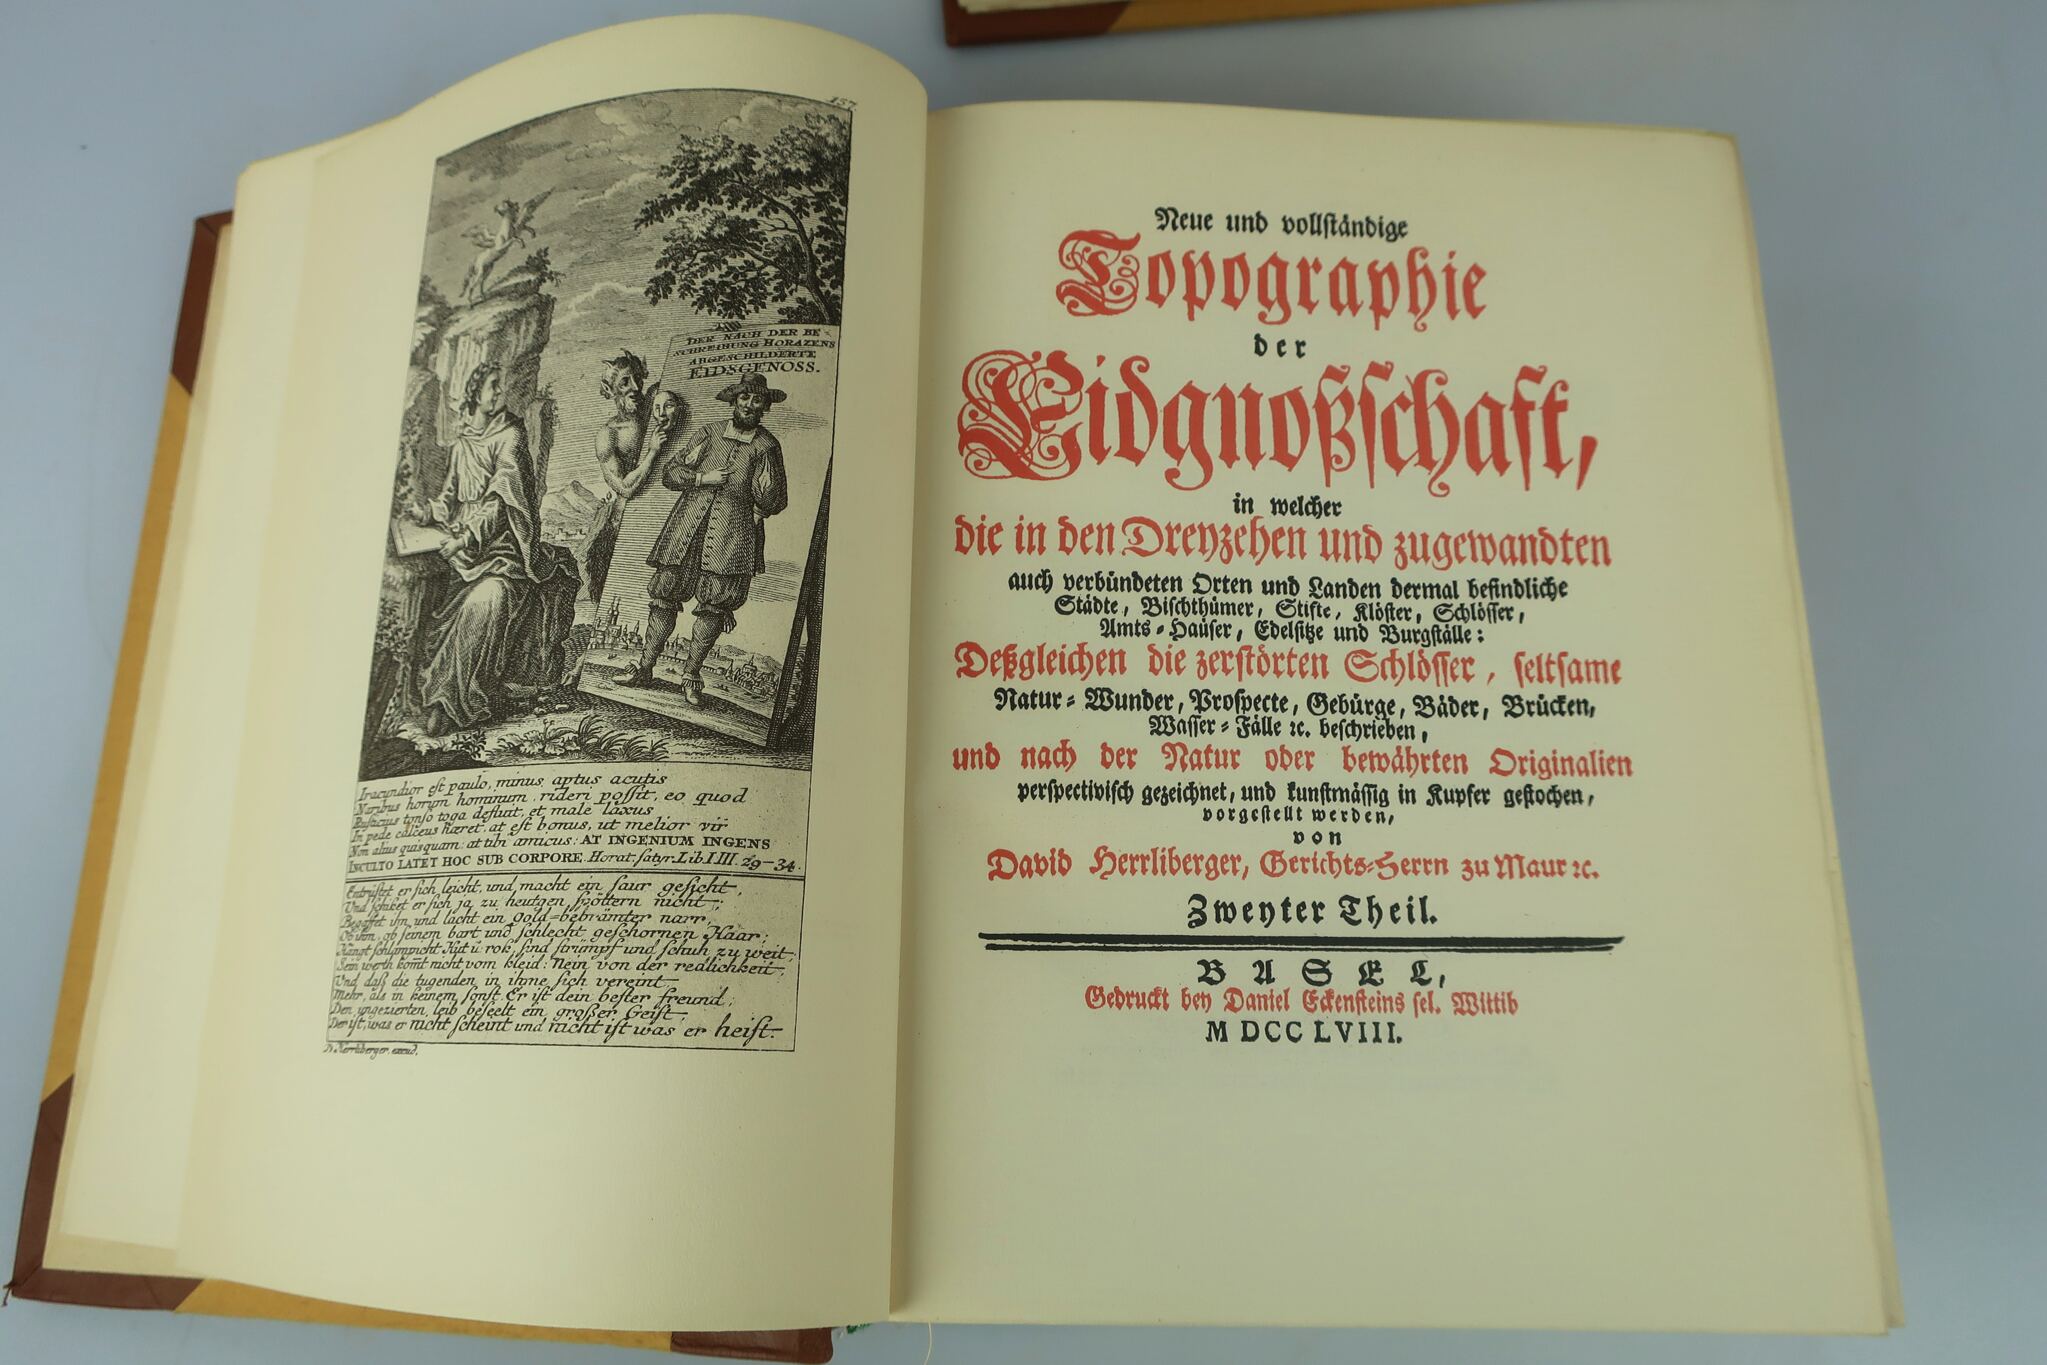 157.
DER NACH DER BE
SCHREIBUNG HORAZENS
ABGESCHILDERTE
EIDSGENOSS.
Iracundior eſt paulo, minus aptus acutis
Naribus horum hominum, rideri poſſit, eo quod
Ruſticius tonſo toga defluit, et male laxus
In pede calceus hæret, at eſt bonus, ut melior vir
Non alius quisquam: at tibi amicus: AT INGENIUM INGENS
INCULTO LATET HOC SUB CORPORE. Horat. ſatyr. Lib. I. III. 29-34.
Entrüſtet er ſich leicht, und macht ein ſaur geſicht,
Und ſchiket er ſich ja zu heutgen ſpöttern nicht;
Begaffet ihn, und lacht ein Gold=bebrämter narr,
Ob ihm, ob ſeinem bart und ſchlecht geſchornen Haar;
Hängt ſchlampicht Hut u. rok, ſind ſtrümpf und ſchuh zu weit;
Sein werth kom̄t nicht vom kleid: Nein von der redlichkeit,
Und daß die tugenden, in ihme ſich vereint
Mehr, als in keinem ſonſt. Er iſt dein beſter freund;
Den ungezierten leib beſeelt ein groſſer Geiſt;
Der iſt, was er nicht ſcheint und nicht iſt was er heiſt.
D. Herrliberger. excud.
Neue und vollſtändige
Topographie
der
Eidgnoßſchaft,
in welcher
die in den Dreyzehen und zugewandten
auch verbündeten Orten und Landen dermal befindliche
Städte, Biſchthümer, Stifte, Klöſter, Schlöſſer,
Amts=Haüſer, Edelſitze und Burgſtälle:
Deßgleichen die zerſtörten Schlöſſer, ſeltſame
Natur=Wunder, Proſpecte, Gebürge, Bäder, Brücken,
Waſſer=Fälle ꝛc. beſchrieben,
und nach der Natur oder bewährten Originalien
perſpectiviſch gezeichnet, und kunſtmäſſig in Kupfer geſtochen,
vorgeſtellt werden,
von
David Herrliberger, Gerichts=Herrn zu Maur ꝛc.
Zweyter Theil.
BASEL,
Gedruckt bey Daniel Eckenſteins ſel. Wittib
MDCCLVIII.